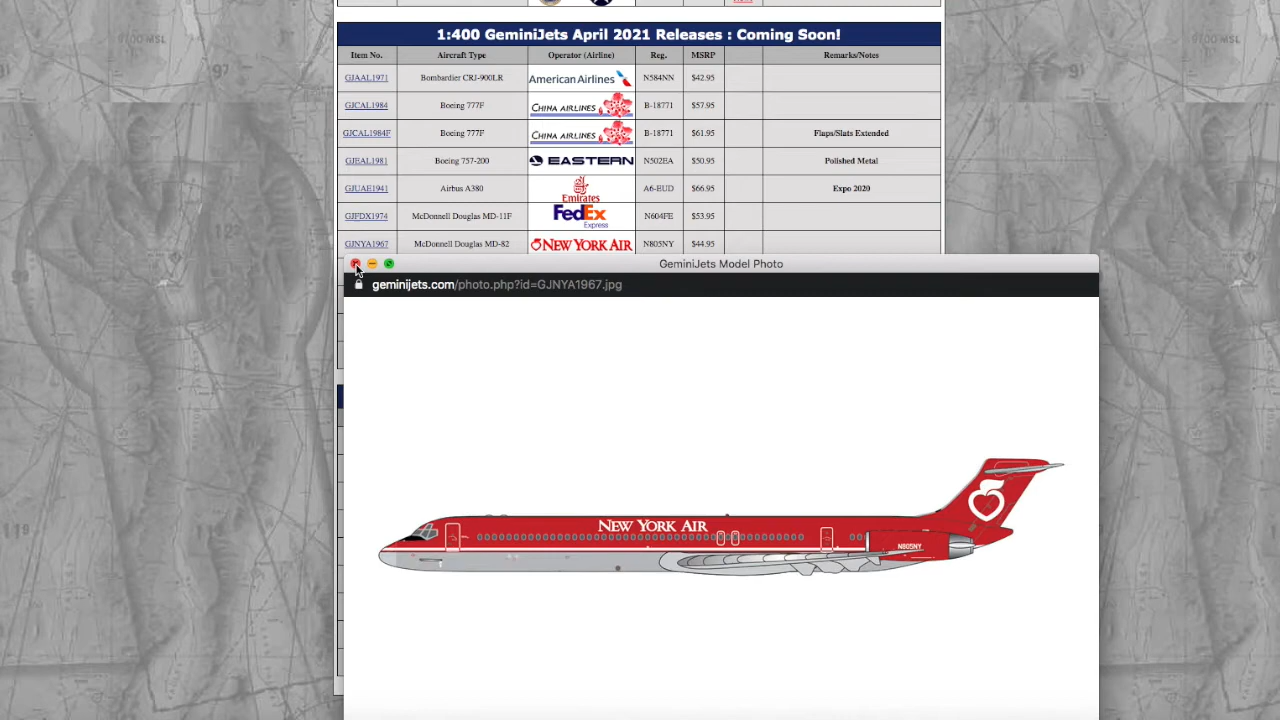 9700 MSL
97
1:400 GeminiJets April 2021 Releases : Coming Soon!
91
Item No. Aircraft Type Operator (Airline) Reg. MSRP Remarks/Notes
GJAAL1971 Bombardier CRJ-900LR American Airlines N584NN $42.95
GJCAL1984 Boeing 777F CHINA AIRLINES B-18771 $57.95
GJCAL1984F Boeing 777F CHINA AIRLINES B-18771 $61.95 Flaps/Slats Extended
GJEAL1981 Boeing 757-200 EASTERN N502EA $50.95 Polished Metal
GJUAE1941 Airbus A380 Emirates A6-EUD $66.95 Expo 2020
GJFDX1974 McDonnell Douglas MD-11F FedEx Express N604FE $53.95
GJNYA1967 McDonnell Douglas MD-82 NEW YORK AIR N805NY $44.95
GeminiJets Model Photo
geminijets.com/photo.php?id=GJNYA1967.jpg
NEW YORK AIR
N805NY